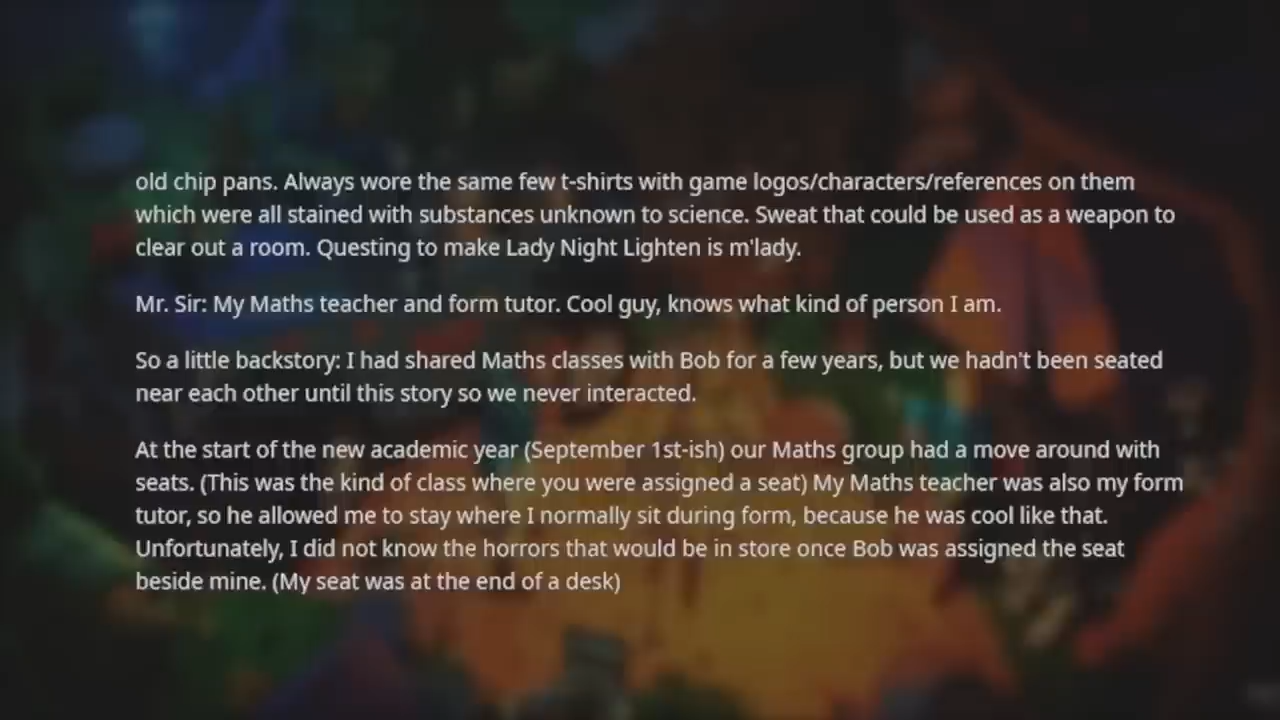 old chip pans. Always wore the same few t-shirts with game logos/characters/references on them
which were all stained with substances unknown to science. Sweat that could be used as a weapon to
clear out a room. Questing to make Lady Night Lighten is m'lady.
Mr. Sir: My Maths teacher and form tutor. Cool guy, knows what kind of person I am.
So a little backstory: I had shared Maths classes with Bob for a few years, but we hadn't been seated
near each other until this story so we never interacted.
At the start of the new academic year (September 1st-ish) our Maths group had a move around with
seats. (This was the kind of class where you were assigned a seat) My Maths teacher was also my form
tutor, so he allowed me to stay where I normally sit during form, because he was cool like that.
Unfortunately, I did not know the horrors that would be in store once Bob was assigned the seat
beside mine. (My seat was at the end of a desk)